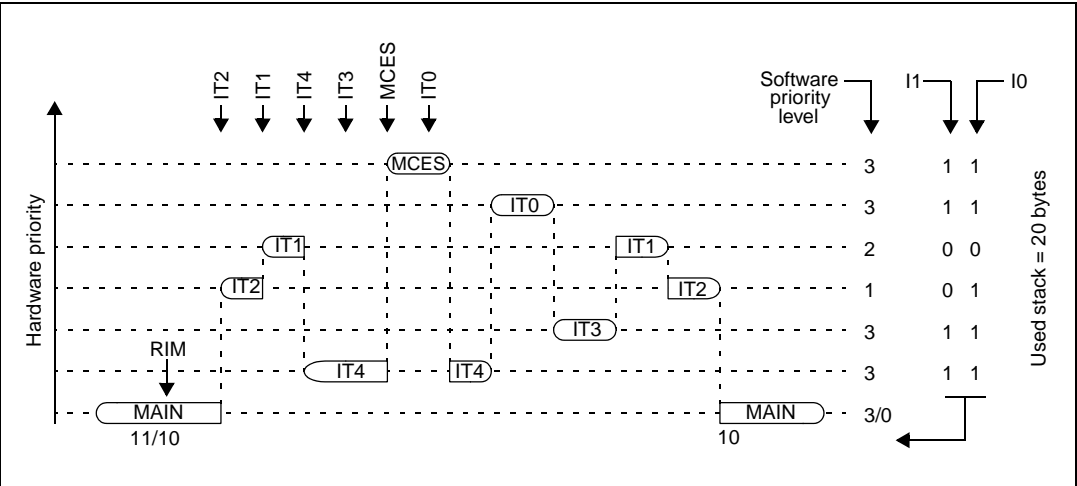 IT2
IT1
IT4
IT3
MCES
IT0
Software
priority
level
I1
I0
MCES
3
1 1
IT0
3
1 1
IT1
IT1
2
0 0
IT2
IT2
1
0 1
IT3
3
1 1
RIM
IT4
IT4
3
1 1
MAIN
MAIN
3/0
11/10
10
Hardware priority
Used stack = 20 bytes